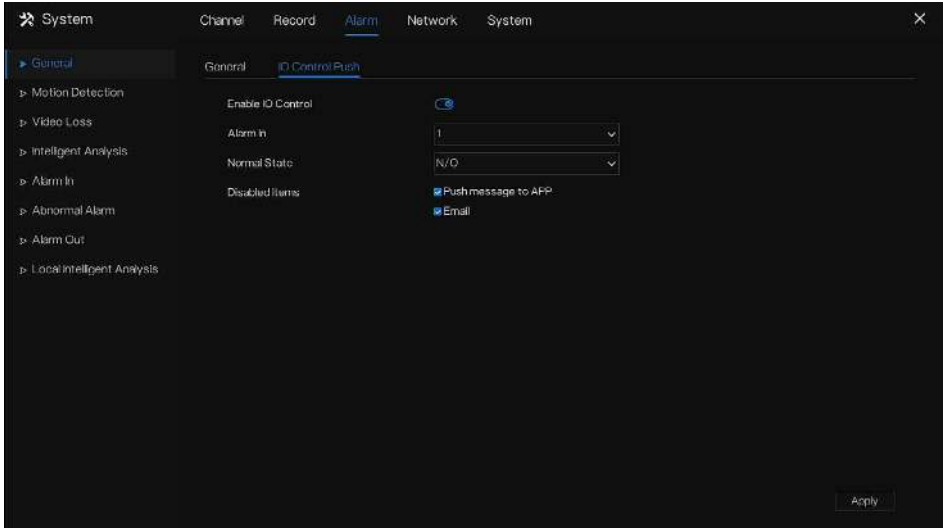 System Channel Record Alarm Network System
General
Motion Detection
Video Loss
Intelligent Analysis
Alarm In
Abnormal Alarm
Alarm Out
Local Intelligent Analysis
General IO Control Push
Enable IO Control
Alarm In 1
Normal State N/O
Disabled Items Push message to APP
Email
Apply